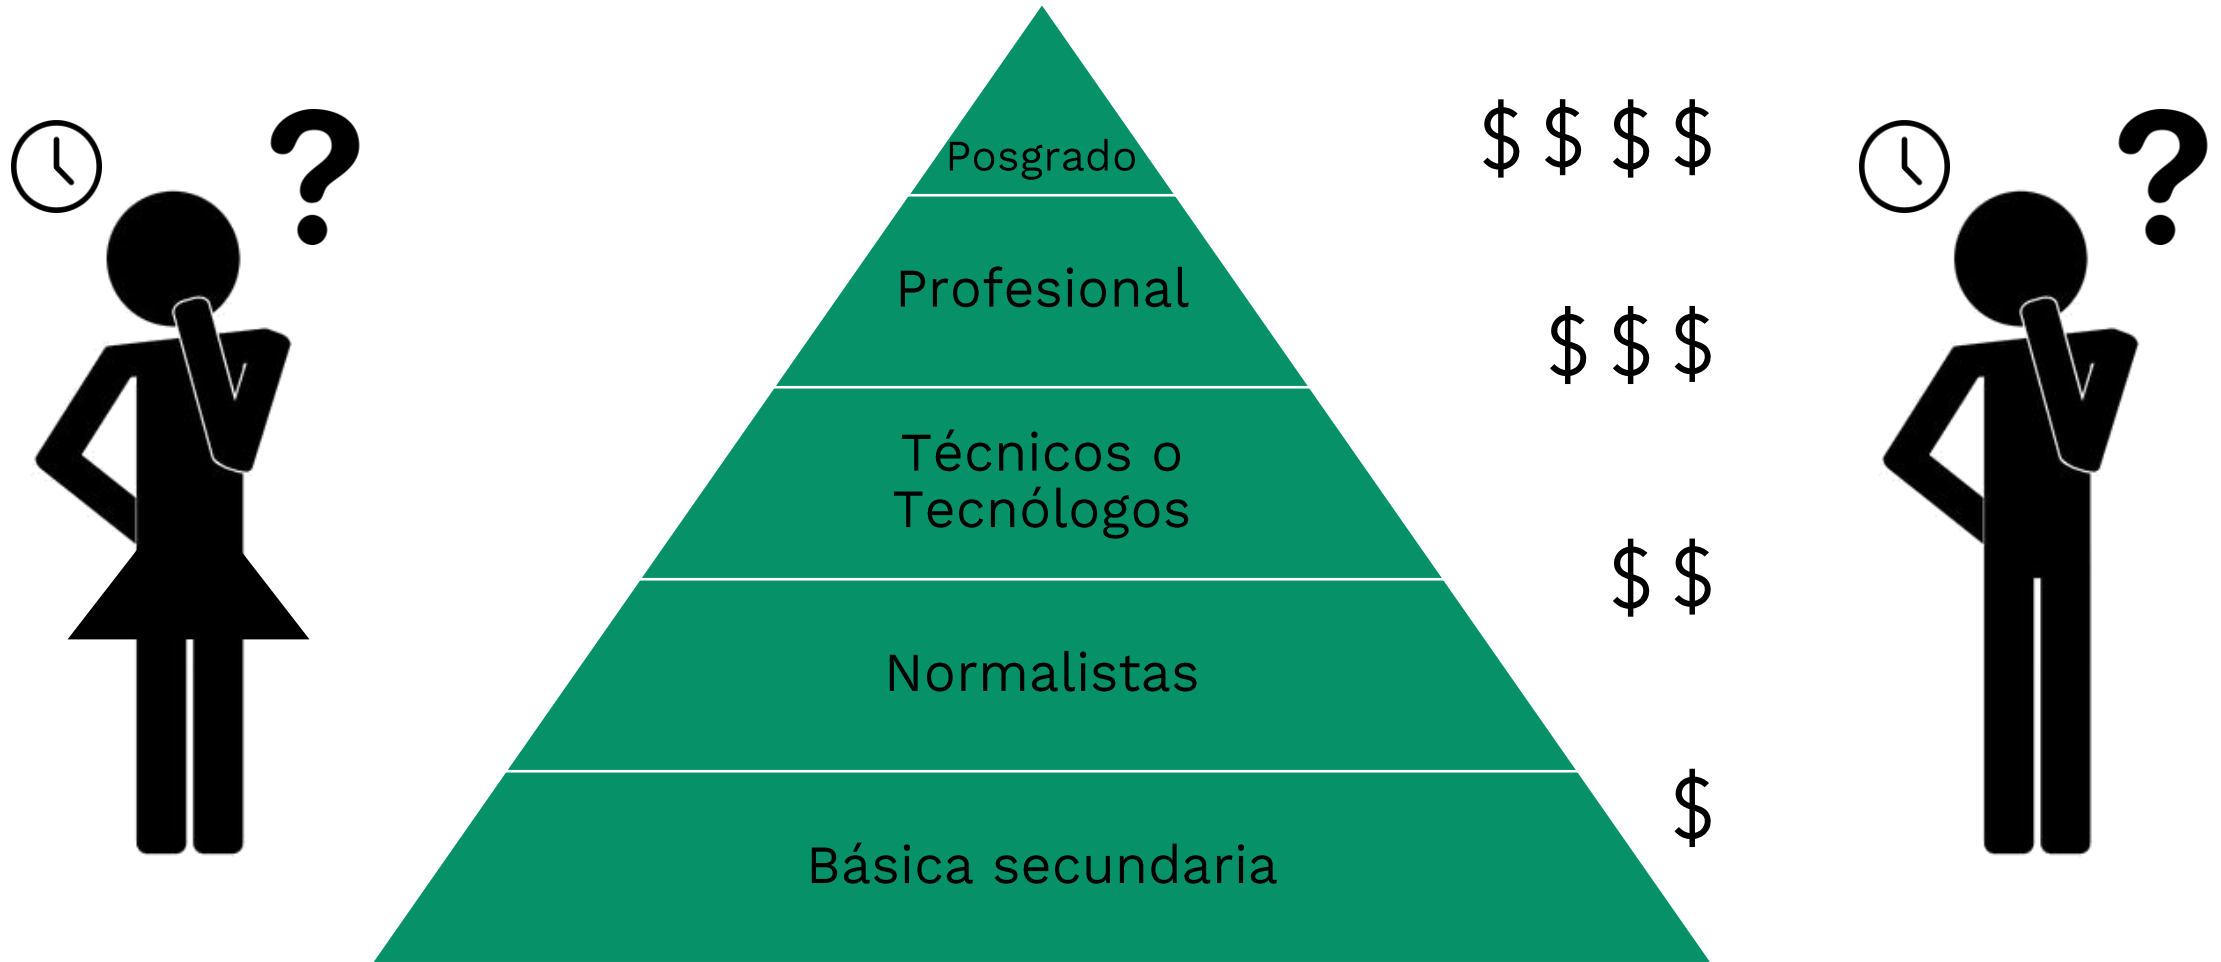 ?
?
$ $ $ $
Posgrado
Profesional
$ $ $
Técnicos o
Tecnólogos
$ $
Normalistas
$
Básica secundaria